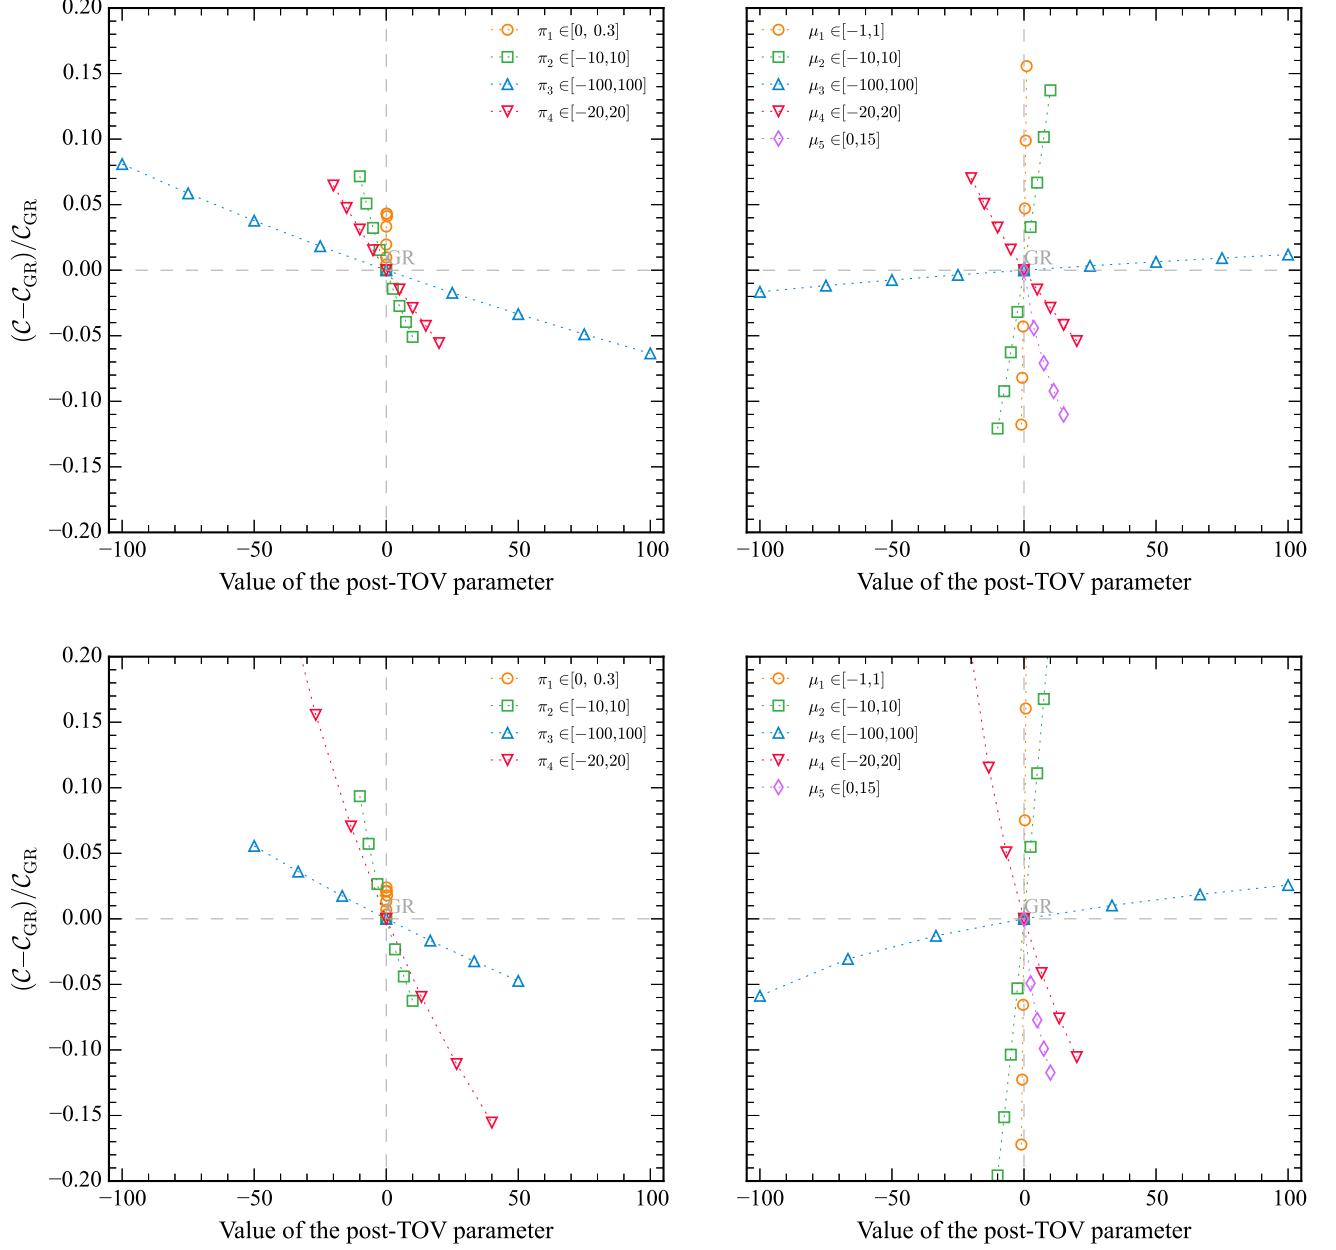 0.20
0.15
0.10
0.05
0.00
−0.05
−0.10
−0.15
−0.20
(𝒞−𝒞GR)/𝒞GR
π1 ∈[0, 0.3]
π2 ∈[−10,10]
π3 ∈[−100,100]
π4 ∈[−20,20]
GR
−100 −50 0 50 100
Value of the post-TOV parameter
μ1 ∈[−1,1]
μ2 ∈[−10,10]
μ3 ∈[−100,100]
μ4 ∈[−20,20]
μ5 ∈[0,15]
GR
−100 −50 0 50 100
Value of the post-TOV parameter
0.20
0.15
0.10
0.05
0.00
−0.05
−0.10
−0.15
−0.20
(𝒞−𝒞GR)/𝒞GR
π1 ∈[0, 0.3]
π2 ∈[−10,10]
π3 ∈[−100,100]
π4 ∈[−20,20]
GR
−100 −50 0 50 100
Value of the post-TOV parameter
μ1 ∈[−1,1]
μ2 ∈[−10,10]
μ3 ∈[−100,100]
μ4 ∈[−20,20]
μ5 ∈[0,15]
GR
−100 −50 0 50 100
Value of the post-TOV parameter